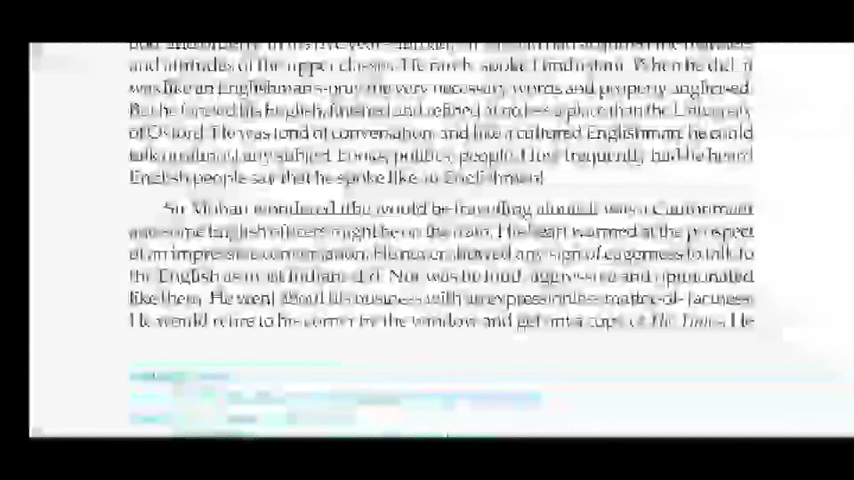 and attitudes of the upper classes. He rarely spoke Hindustani. When he did, it
was like an Englishman's-only the very necessary words and properly anglicised.
But he fancied his English, finished and refined at no less a place than the University
of Oxford. He was fond of conversation, and like a cultured Englishman, he could
talk on almost any subject books, politics, people. How frequently had he heard
English people say that he spoke like an Englishman!
Sir Mohan wondered if he would be travelling alone. It was a Cantonment
and some English officers might be on the train. His heart warmed at the prospect
of an impressive conversation. He never showed any sign of eagerness to talk to
the English as most Indians did. Nor was he loud, aggressive and opinionated
like them. He went about his business with an expressionless matter-of-factness.
He would retire to his corner by the window and get out a copy of The Times. He